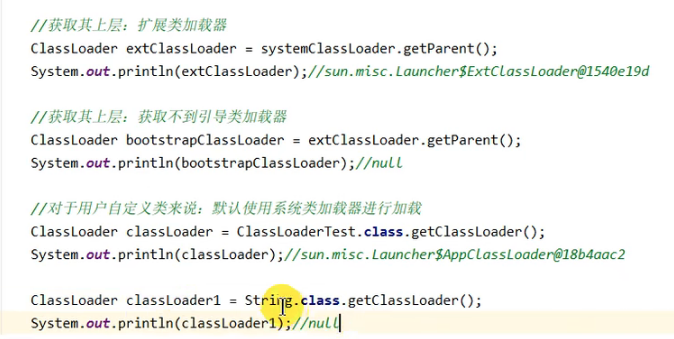 //获取其上层：扩展类加载器
ClassLoader extClassLoader = systemClassLoader.getParent();
System.out.println(extClassLoader);//sun.misc.Launcher$ExtClassLoader@1540e19d
//获取其上层：获取不到引导类加载器
ClassLoader bootstrapClassLoader = extClassLoader.getParent();
System.out.println(bootstrapClassLoader);//null
//对于用户自定义类来说：默认使用系统类加载器进行加载
ClassLoader classLoader = ClassLoaderTest.class.getClassLoader();
System.out.println(classLoader);//sun.misc.Launcher$AppClassLoader@18b4aac2
ClassLoader classLoader1 = String.class.getClassLoader();
System.out.println(classLoader1);//null